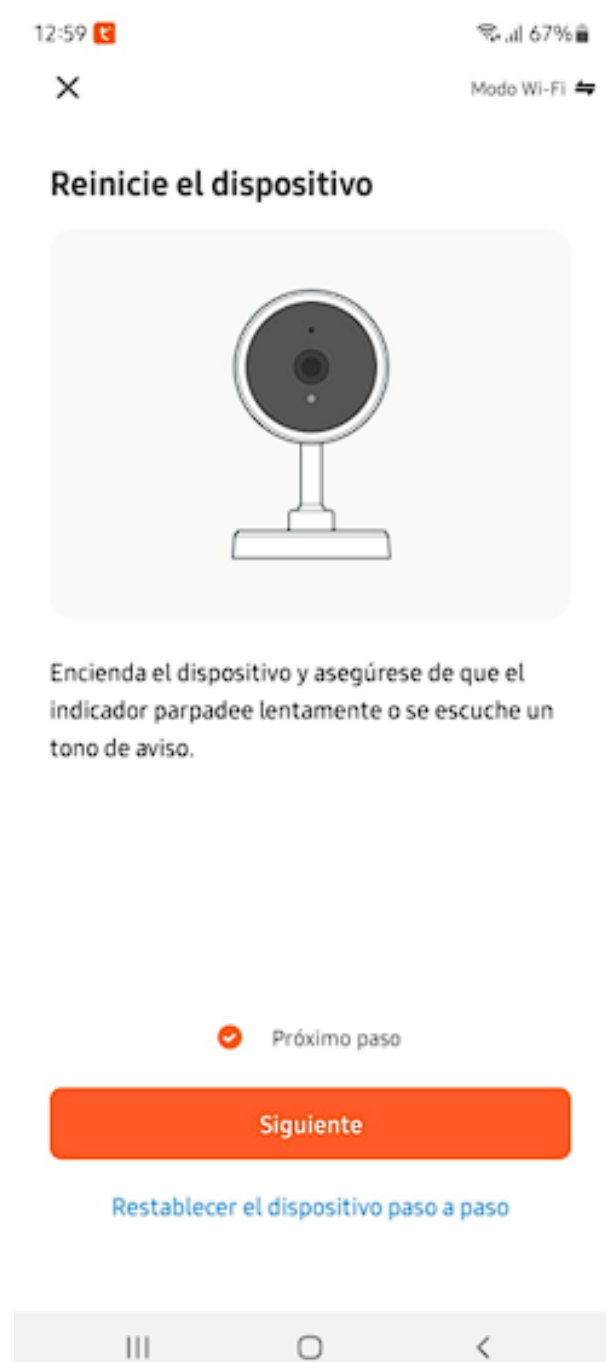 12:59
67%
Modo Wi-Fi
Reinicie el dispositivo
Encienda el dispositivo y asegúrese de que el
indicador parpadee lentamente o se escuche un
tono de aviso.
Próximo paso
Siguiente
Restablecer el dispositivo paso a paso